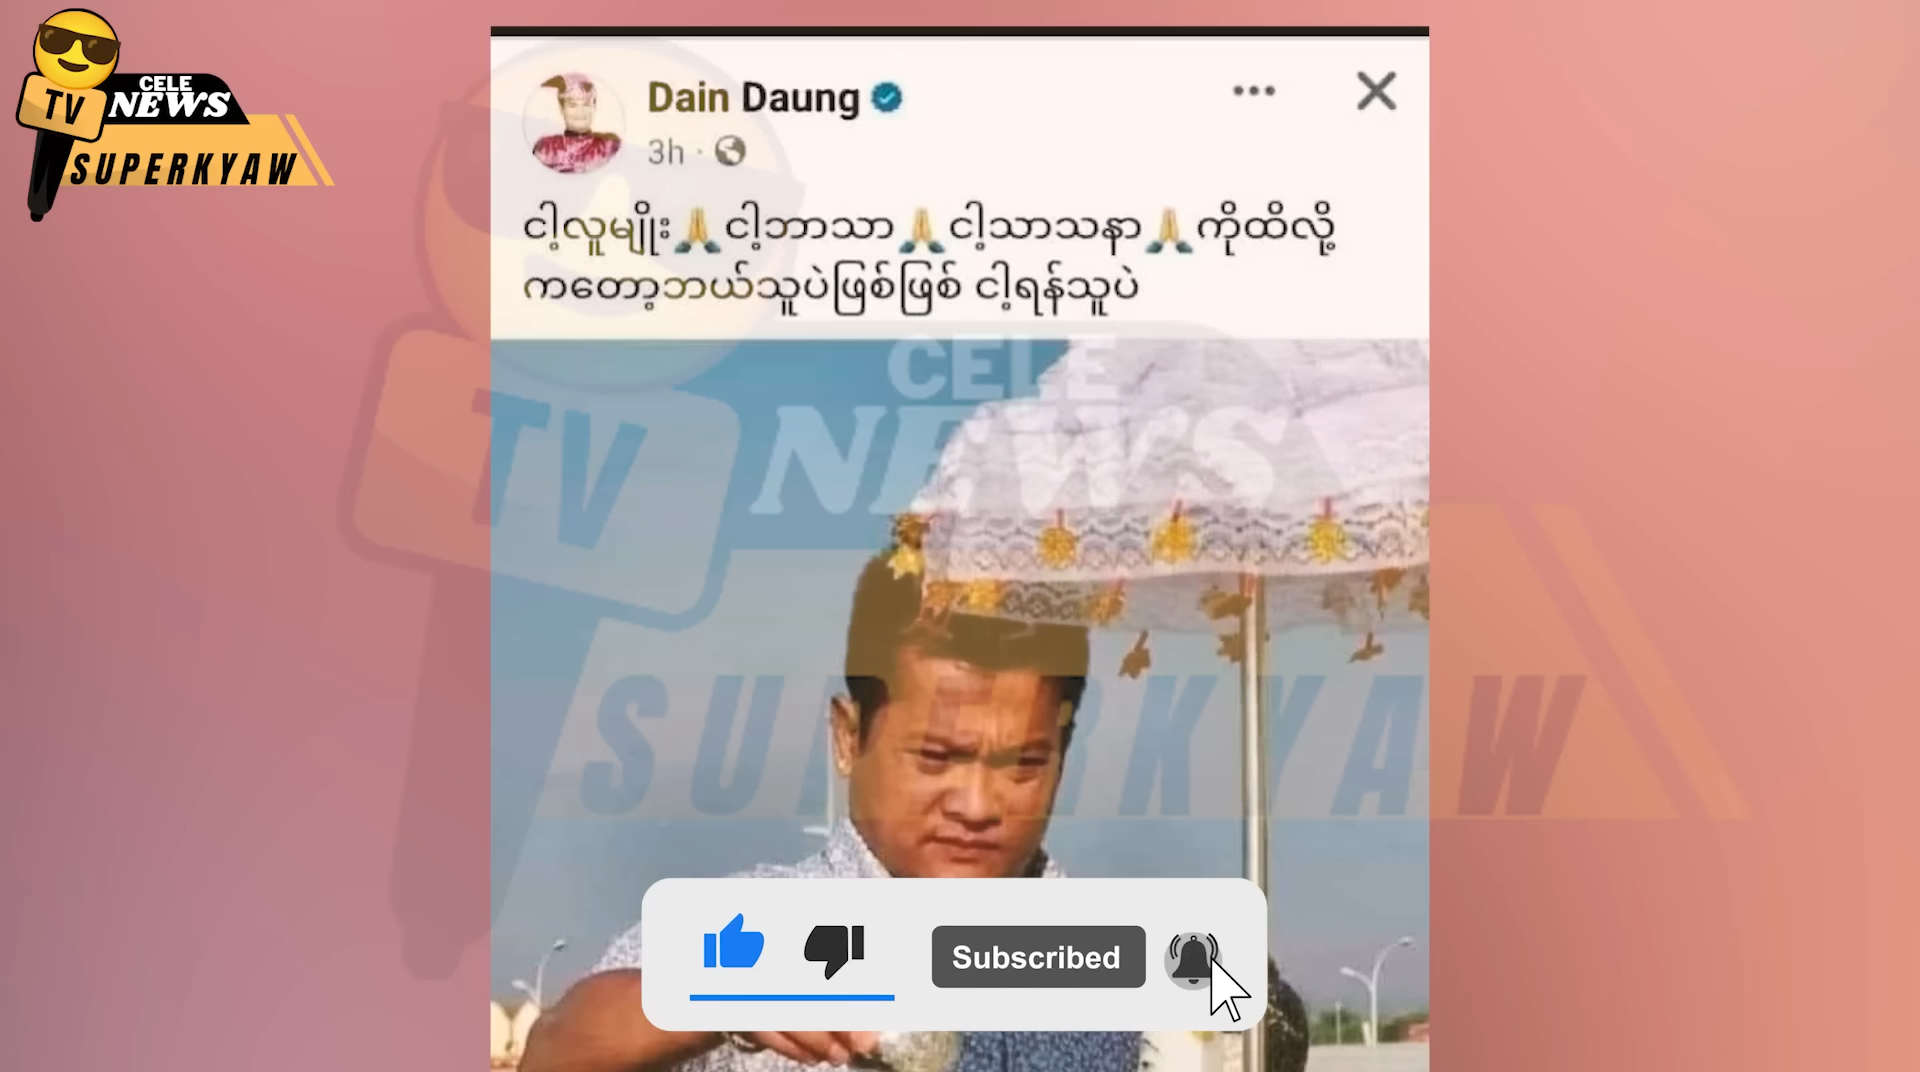 CELE
NEWS
TV
SUPERKYAW
Dain Daung
3h ·
ငါ့လူမျိုး🙏ငါ့ဘာသာ🙏ငါ့သာသနာ🙏ကိုထိလို့
ကတော့ဘယ်သူပဲဖြစ်ဖြစ် ငါ့ရန်သူပဲ
CELE
NEWS
TV
SUPERKYAW
Subscribed